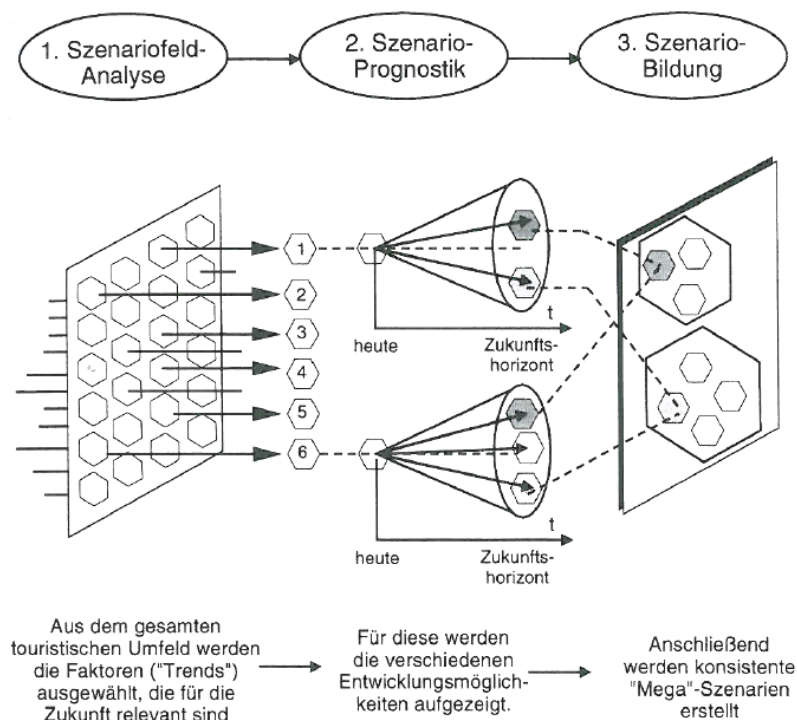 1. Szenariofeld-
Analyse
2. Szenario-
Prognostik
3. Szenario-
Bildung
1
2
3
4
5
6
t
heute
Zukunfts-
horizont
t
heute
Zukunfts-
horizont
Aus dem gesamten
touristischen Umfeld werden
die Faktoren ("Trends")
ausgewählt, die für die
Zukunft relevant sind
Für diese werden
die verschiedenen
Entwicklungsmöglich-
keiten aufgezeigt.
Anschließend
werden konsistente
"Mega"-Szenarien
erstellt